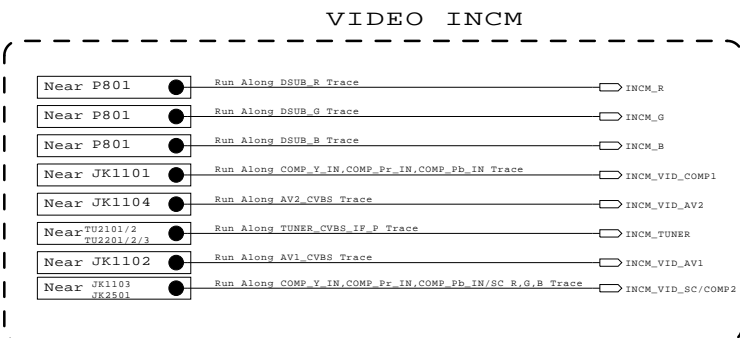 VIDEO INCM
Near P801 Run Along DSUB_R Trace INCM_R
Near P801 Run Along DSUB_G Trace INCM_G
Near P801 Run Along DSUB_B Trace INCM_B
Near JK1101 Run Along COMP_Y_IN,COMP_Pr_IN,COMP_Pb_IN Trace INCM_VID_COMP1
Near JK1104 Run Along AV2_CVBS Trace INCM_VID_AV2
Near TU2101/2 Run Along TUNER_CVBS_IF_P Trace INCM_TUNER
TU2201/2/3
Near JK1102 Run Along AV1_CVBS Trace INCM_VID_AV1
Near JK1103 Run Along COMP_Y_IN,COMP_Pr_IN,COMP_Pb_IN/SC R,G,B Trace INCM_VID_SC/COMP2
JK2501